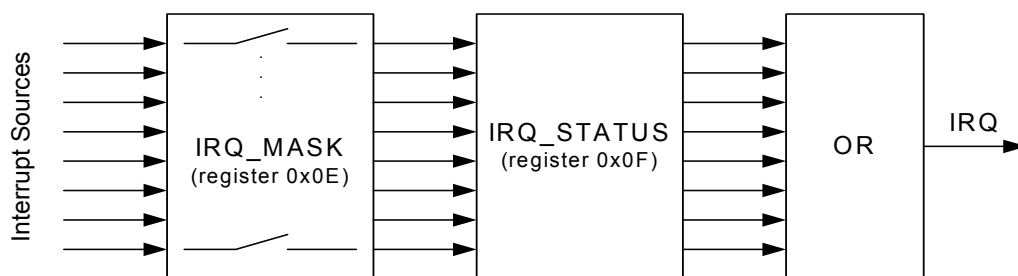 Interrupt Sources
IRQ_MASK
(register 0x0E)
IRQ_STATUS
(register 0x0F)
OR
IRQ